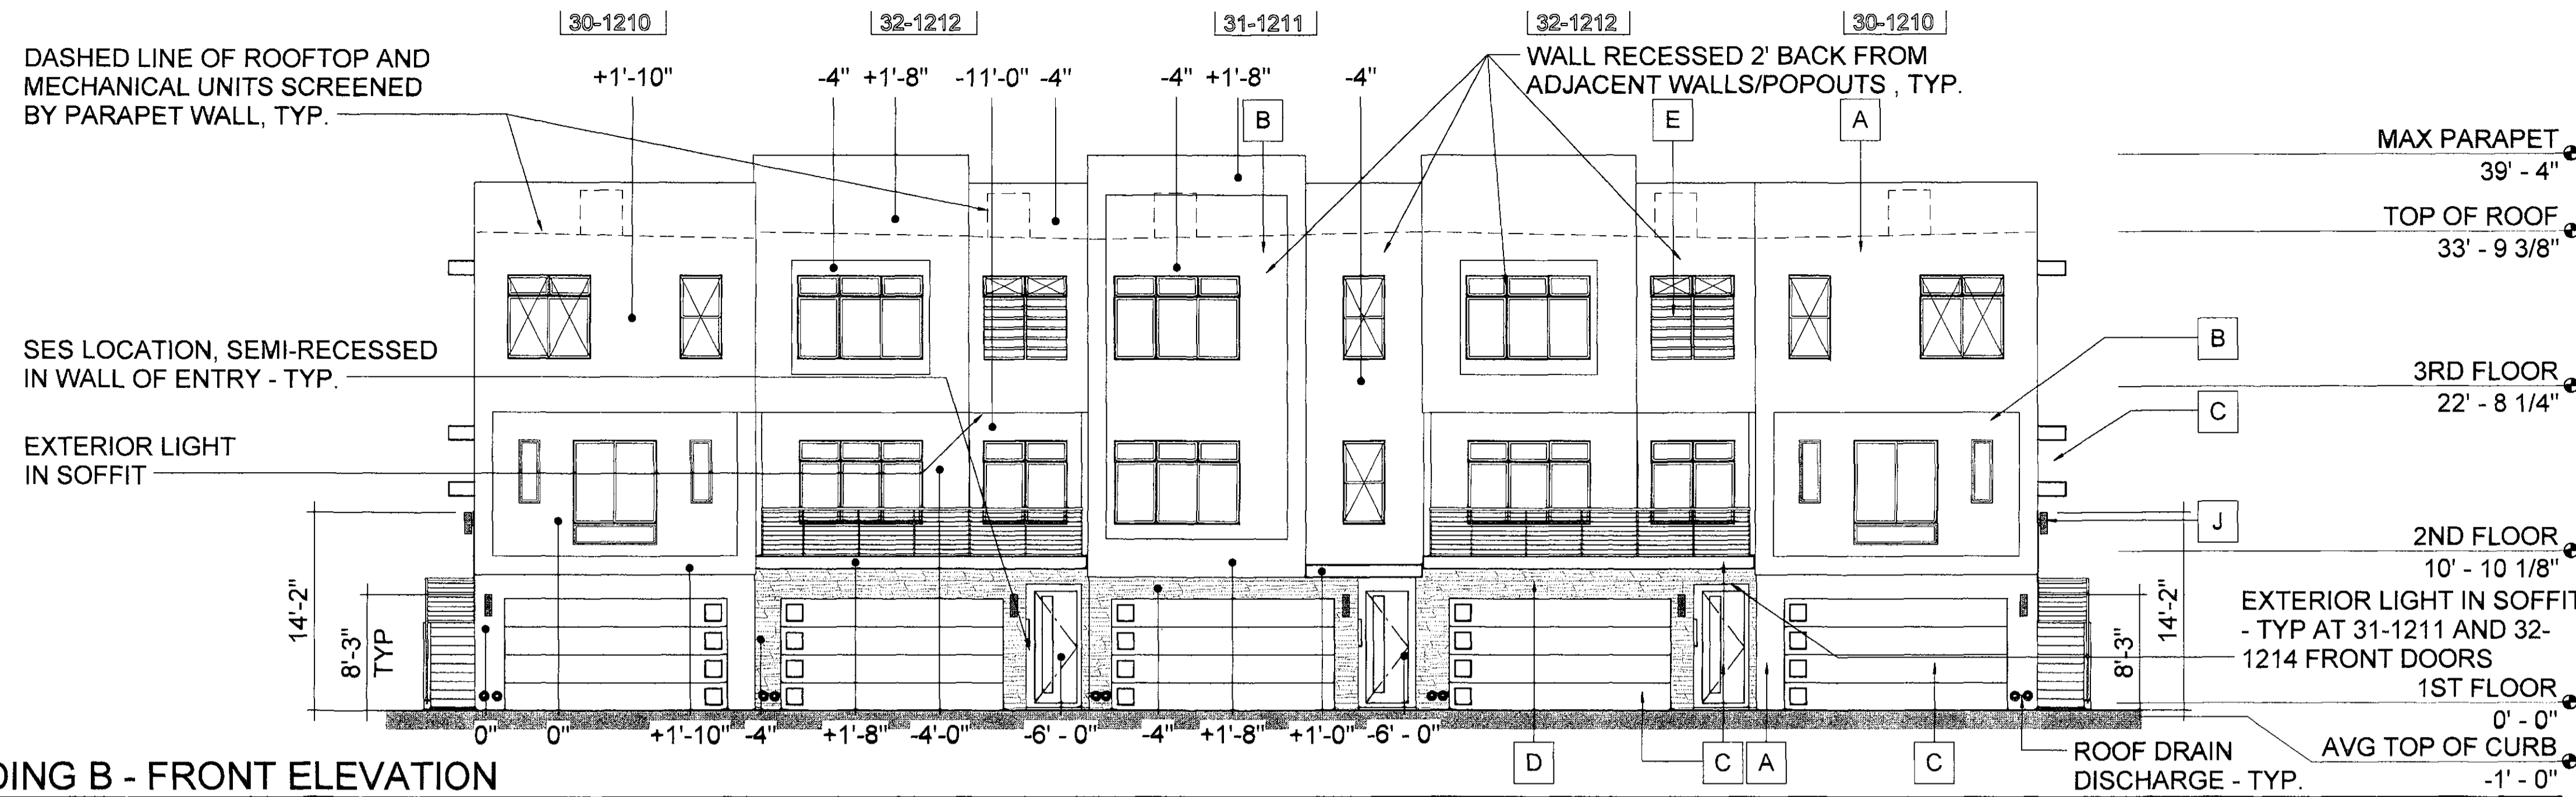 30-1210
32-1212
31-1211
32-1212
30-1210
DASHED LINE OF ROOFTOP AND
MECHANICAL UNITS SCREENED
BY PARAPET WALL, TYP.
+1'-10"
-4"
+1'-8"
-11'-0"
-4"
-4"
+1'-8"
-4"
WALL RECESSED 2' BACK FROM
ADJACENT WALLS/POPOUTS , TYP.
B
E
A
MAX PARAPET
39' - 4"
TOP OF ROOF
33' - 9 3/8"
SES LOCATION, SEMI-RECESSED
IN WALL OF ENTRY - TYP.
B
3RD FLOOR
22' - 8 1/4"
C
EXTERIOR LIGHT
IN SOFFIT
J
2ND FLOOR
10' - 10 1/8"
14'-2"
8'-3"
TYP
8'-3"
14'-2"
EXTERIOR LIGHT IN SOFFIT
- TYP AT 31-1211 AND 32-
1214 FRONT DOORS
1ST FLOOR
0' - 0"
0"
0"
+1'-10"
-4"
+1'-8"
-4'-0"
-6' - 0"
-4"
+1'-8"
+1'-0"
-6' - 0"
D
C
A
C
ROOF DRAIN
DISCHARGE - TYP.
AVG TOP OF CURB
-1' - 0"
DING B - FRONT ELEVATION